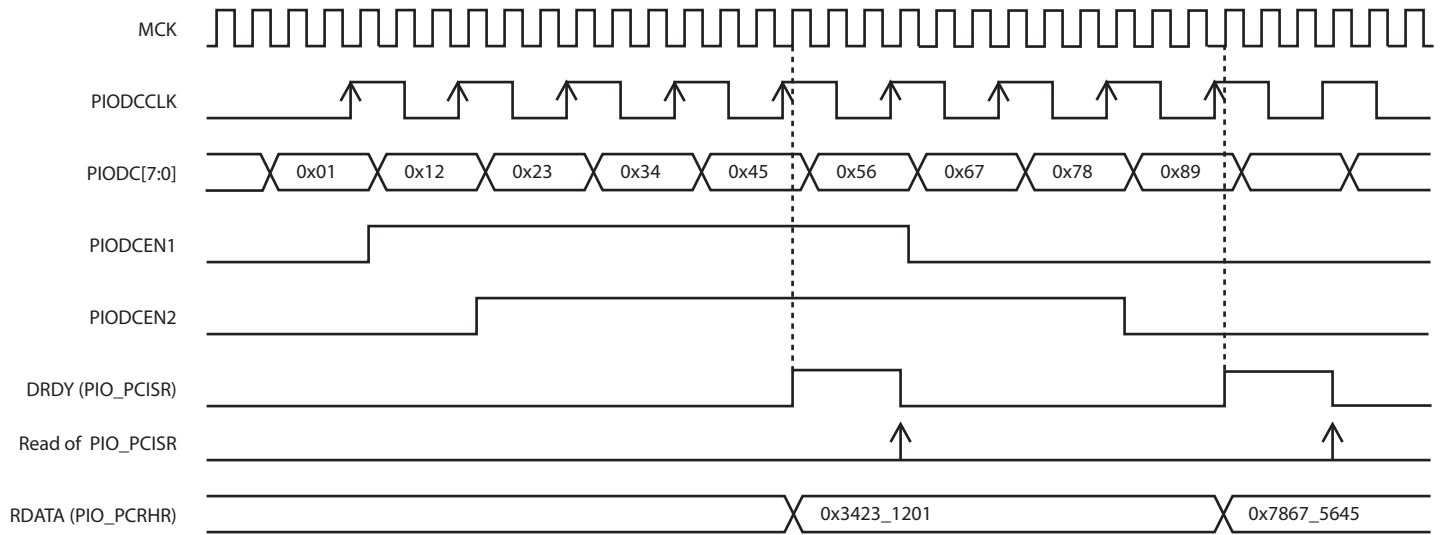 MCK
PIODCCLK
PIODC[7:0] 0x01 0x12 0x23 0x34 0x45 0x56 0x67 0x78 0x89
PIODCEN1
PIODCEN2
DRDY (PIO_PCISR)
Read of PIO_PCISR
RDATA (PIO_PCRHR) 0x3423_1201 0x7867_5645